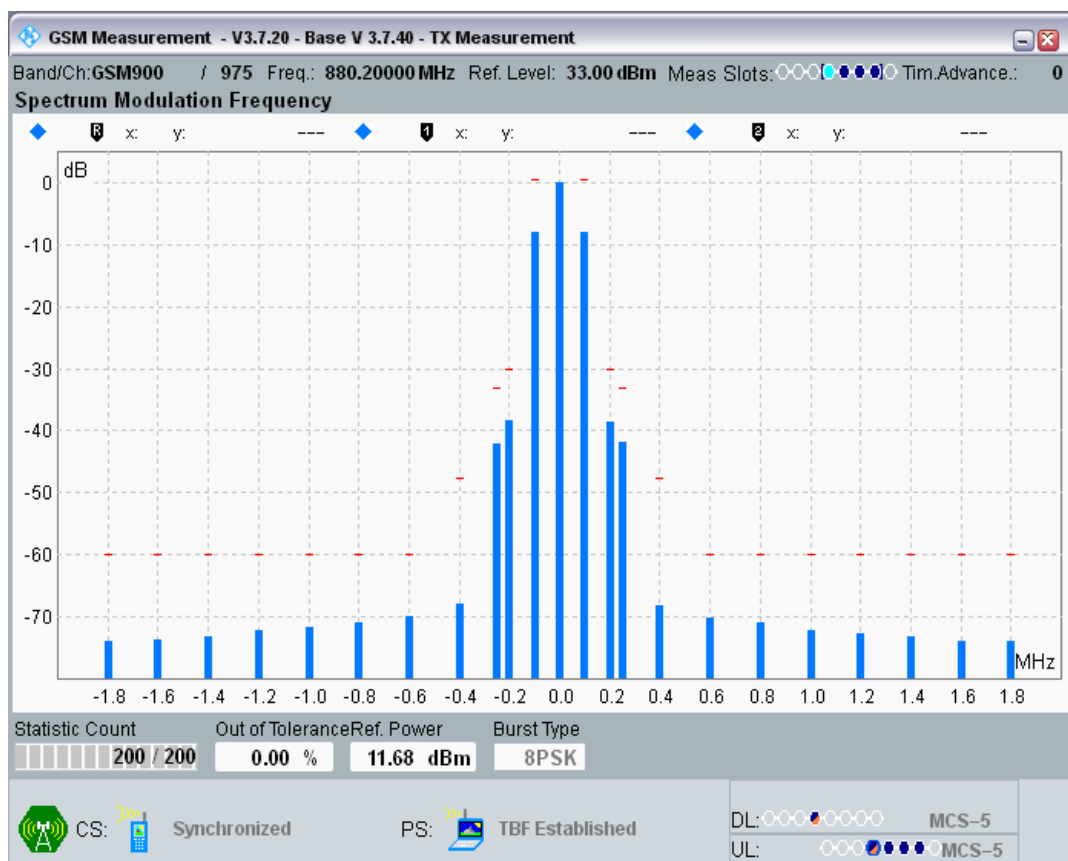 GSM Measurement - V3.7.20 - Base V 3.7.40 - TX Measurement
Band/Ch:GSM900 / 975 Freq.: 880.20000 MHz Ref. Level: 33.00 dBm Meas Slots: Tim.Advance.: 0
Spectrum Modulation Frequency
R x: y: --- 1 x: y: --- 2 x: y: ---
dB
0
-10
-20
-30
-40
-50
-60
-70
MHz
-1.8 -1.6 -1.4 -1.2 -1.0 -0.8 -0.6 -0.4 -0.2 0.0 0.2 0.4 0.6 0.8 1.0 1.2 1.4 1.6 1.8
Statistic Count Out of Tolerance Ref. Power Burst Type
200 / 200 0.00 % 11.68 dBm 8PSK
CS: Synchronized PS: TBF Established
DL: MCS-5
UL: MCS-5